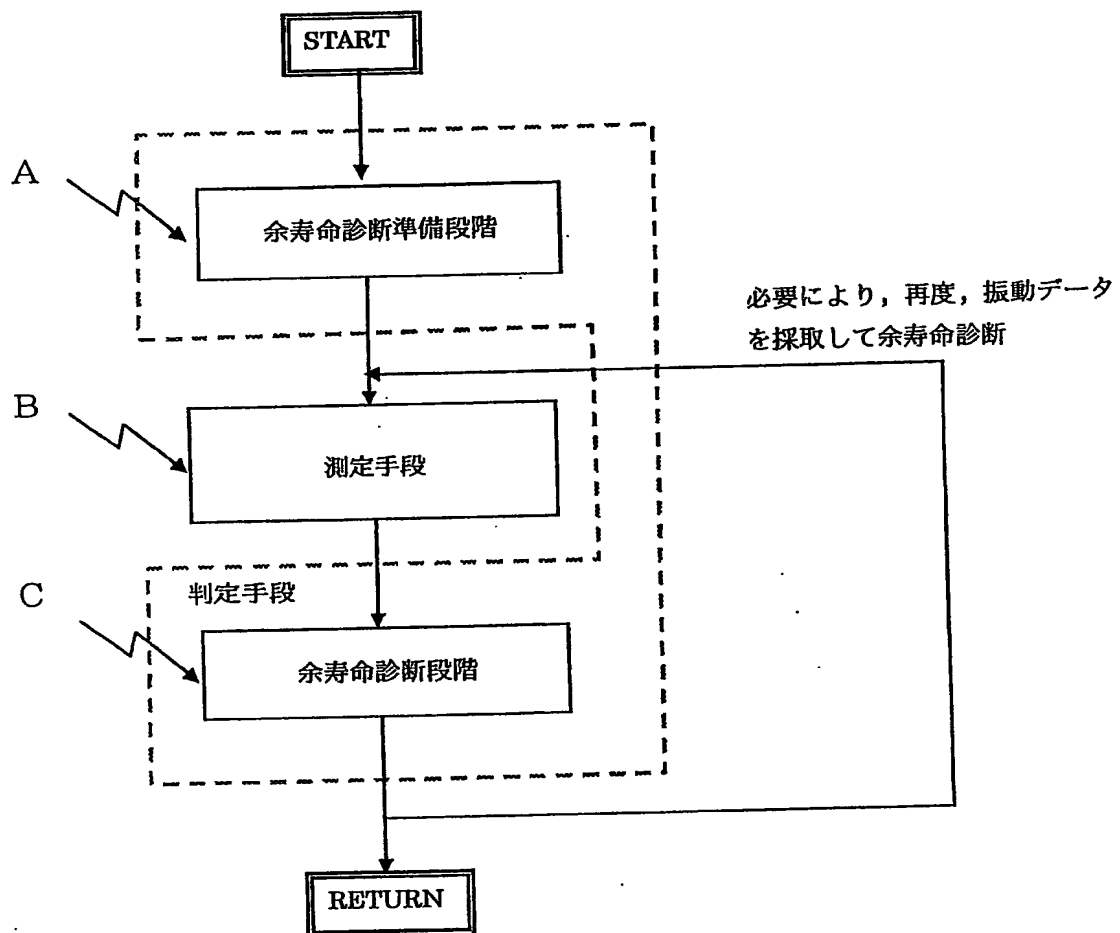 START
A
余寿命診断準備段階
必要により，再度，振動データ
を採取して余寿命診断
B
測定手段
C
判定手段
余寿命診断段階
RETURN